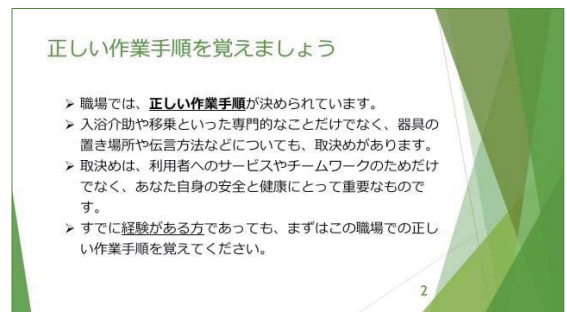 正しい作業手順を覚えましょう
➢ 職場では、正しい作業手順が決められています。
➢ 入浴介助や移乗といった専門的なことだけでなく、器具の
置き場所や伝言方法などについても、取決めがあります。
➢ 取決めは、利用者へのサービスやチームワークのためだけ
でなく、あなた自身の安全と健康にとって重要なもので
す。
➢ すでに経験がある方であっても、まずはこの職場での正し
い作業手順を覚えてください。
2